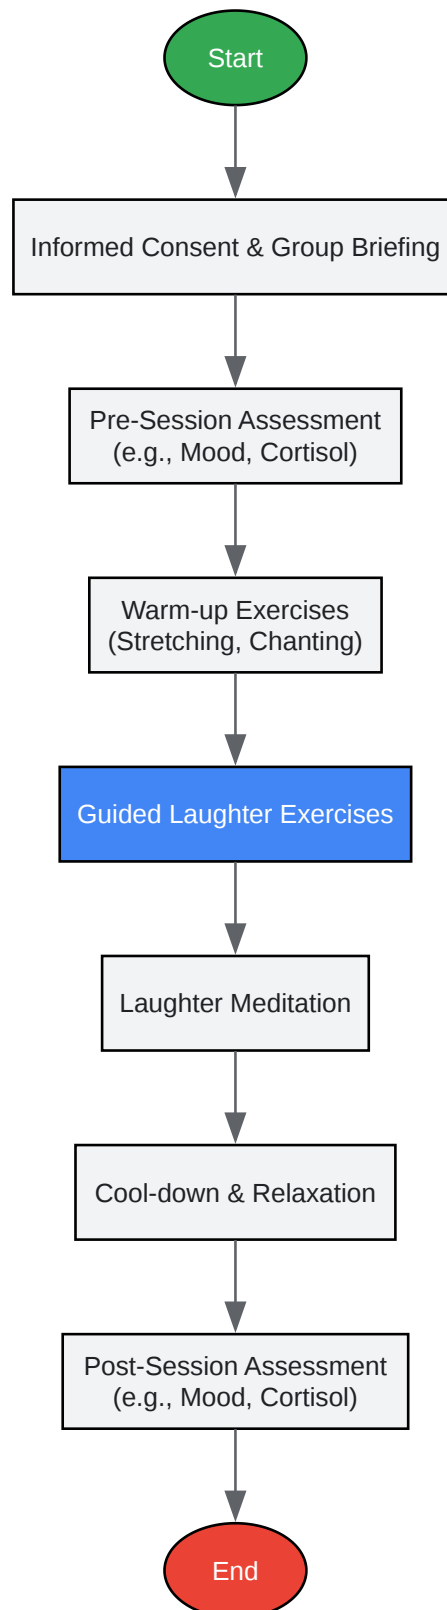 Start
Informed Consent & Group Briefing
Pre-Session Assessment
(e.g., Mood, Cortisol)
Warm-up Exercises
(Stretching, Chanting)
Guided Laughter Exercises
Laughter Meditation
Cool-down & Relaxation
Post-Session Assessment
(e.g., Mood, Cortisol)
End